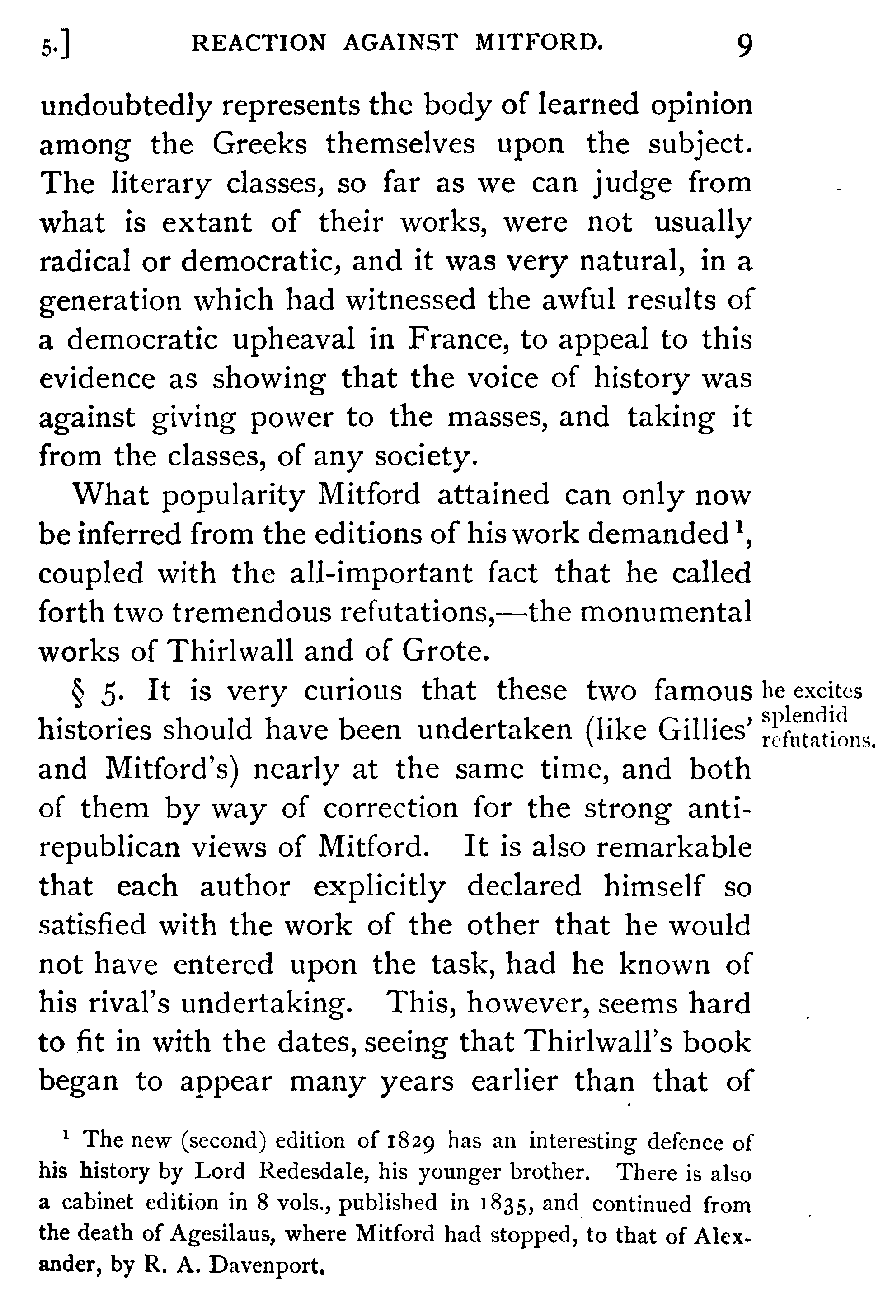 5.] REACTION AGAINST MITFORD. 9
undoubtedly represents the body of learned opinion
among the Greeks themselves upon the subject.
The literary classes, so far as we can judge from
what is extant of their works, were not usually
radical or democratic, and it was very natural, in a
generation which had witnessed the awful results of
a democratic upheaval in France, to appeal to this
evidence as showing that the voice of history was
against giving power to the masses, and taking it
from the classes, of any society.
What popularity Mitford attained can only now
be inferred from the editions of his work demanded ¹,
coupled with the all-important fact that he called
forth two tremendous refutations,—the monumental
works of Thirlwall and of Grote.
§ 5. It is very curious that these two famous
histories should have been undertaken (like Gillies'
and Mitford's) nearly at the same time, and both
of them by way of correction for the strong anti-
republican views of Mitford. It is also remarkable
that each author explicitly declared himself so
satisfied with the work of the other that he would
not have entered upon the task, had he known of
his rival's undertaking. This, however, seems hard
to fit in with the dates, seeing that Thirlwall's book
began to appear many years earlier than that of
he excites
splendid
refutations.
¹ The new (second) edition of 1829 has an interesting defence of
his history by Lord Redesdale, his younger brother. There is also
a cabinet edition in 8 vols., published in 1835, and continued from
the death of Agesilaus, where Mitford had stopped, to that of Alex-
ander, by R. A. Davenport.